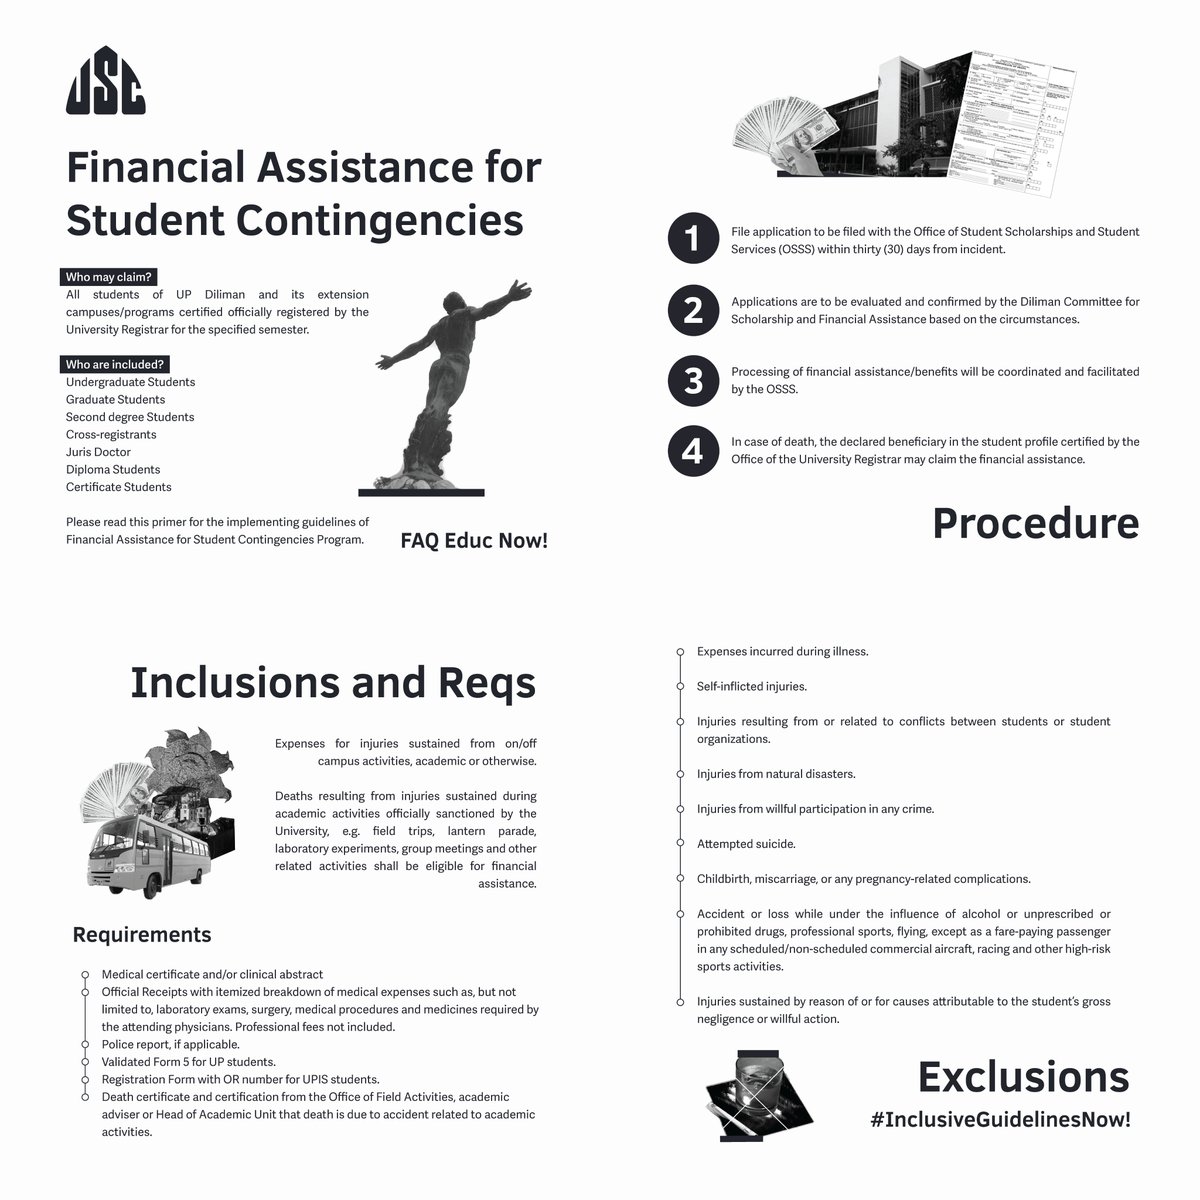 USC
Financial Assistance for
Student Contingencies
Who may claim?
All students of UP Diliman and its extension
campuses/programs certified officially registered by the
University Registrar for the specified semester.
Who are included?
Undergraduate Students
Graduate Students
Second degree Students
Cross-registrants
Juris Doctor
Diploma Students
Certificate Students
Please read this primer for the implementing guidelines of
Financial Assistance for Student Contingencies Program.
FAQ Educ Now!
1
File application to be filed with the Office of Student Scholarships and Student
Services (OSSS) within thirty (30) days from incident.
2
Applications are to be evaluated and confirmed by the Diliman Committee for
Scholarship and Financial Assistance based on the circumstances.
3
Processing of financial assistance/benefits will be coordinated and facilitated
by the OSSS.
4
In case of death, the declared beneficiary in the student profile certified by the
Office of the University Registrar may claim the financial assistance.
Procedure
Inclusions and Reqs
Expenses for injuries sustained from on/off
campus activities, academic or otherwise.
Deaths resulting from injuries sustained during
academic activities officially sanctioned by the
University, e.g. field trips, lantern parade,
laboratory experiments, group meetings and other
related activities shall be eligible for financial
assistance.
Requirements
Medical certificate and/or clinical abstract
Official Receipts with itemized breakdown of medical expenses such as, but not
limited to, laboratory exams, surgery, medical procedures and medicines required by
the attending physicians. Professional fees not included.
Police report, if applicable.
Validated Form 5 for UP students.
Registration Form with OR number for UPIS students.
Death certificate and certification from the Office of Field Activities, academic
adviser or Head of Academic Unit that death is due to accident related to academic
activities.
Expenses incurred during illness.
Self-inflicted injuries.
Injuries resulting from or related to conflicts between students or student
organizations.
Injuries from natural disasters.
Injuries from willful participation in any crime.
Attempted suicide.
Childbirth, miscarriage, or any pregnancy-related complications.
Accident or loss while under the influence of alcohol or unprescribed or
prohibited drugs, professional sports, flying, except as a fare-paying passenger
in any scheduled/non-scheduled commercial aircraft, racing and other high-risk
sports activities.
Injuries sustained by reason of or for causes attributable to the student's gross
negligence or willful action.
Exclusions
#InclusiveGuidelinesNow!